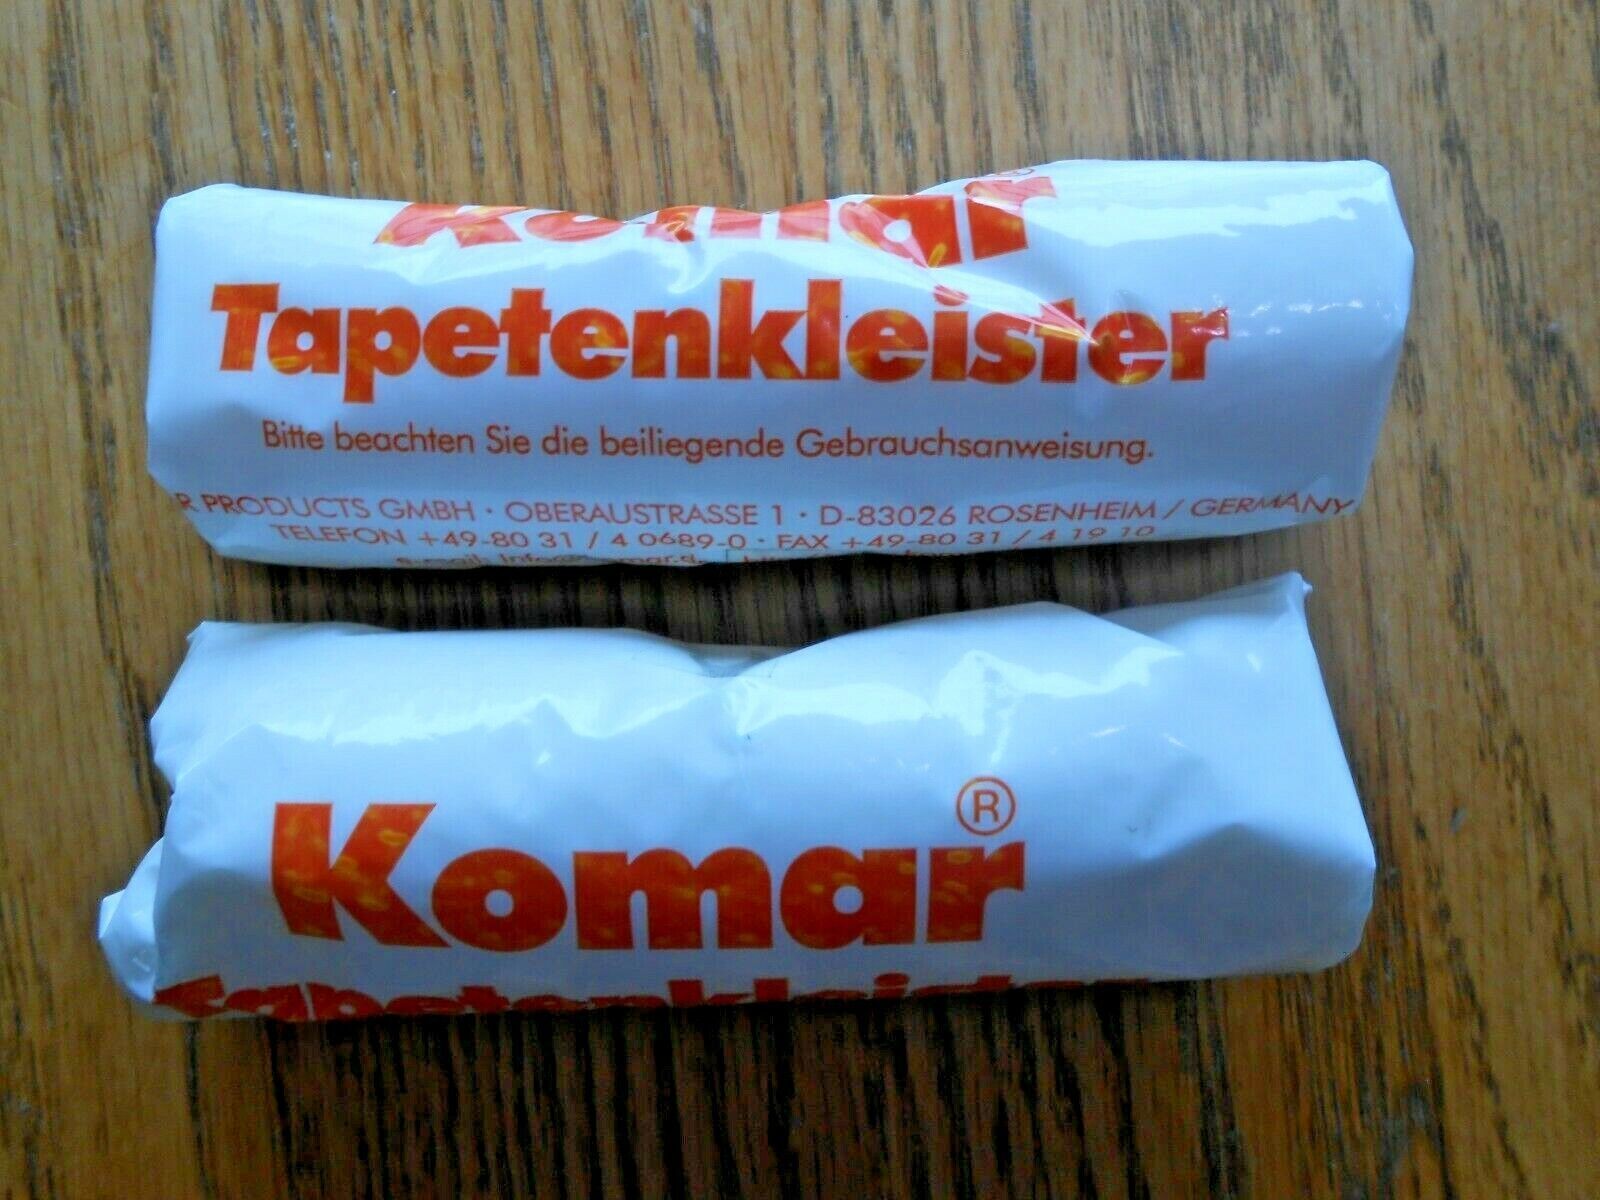 Komar
Tapetenkleister
Bitte beachten Sie die beiliegende Gebrauchsanweisung.
R PRODUCTS GMBH · OBERAUSTRASSE 1 · D-83026 ROSENHEIM / GERMANY
TELEFON +49-80 31 / 4 0689-0 · FAX +49-80 31 / 4 19 10
Komar®
Tapetenkleister